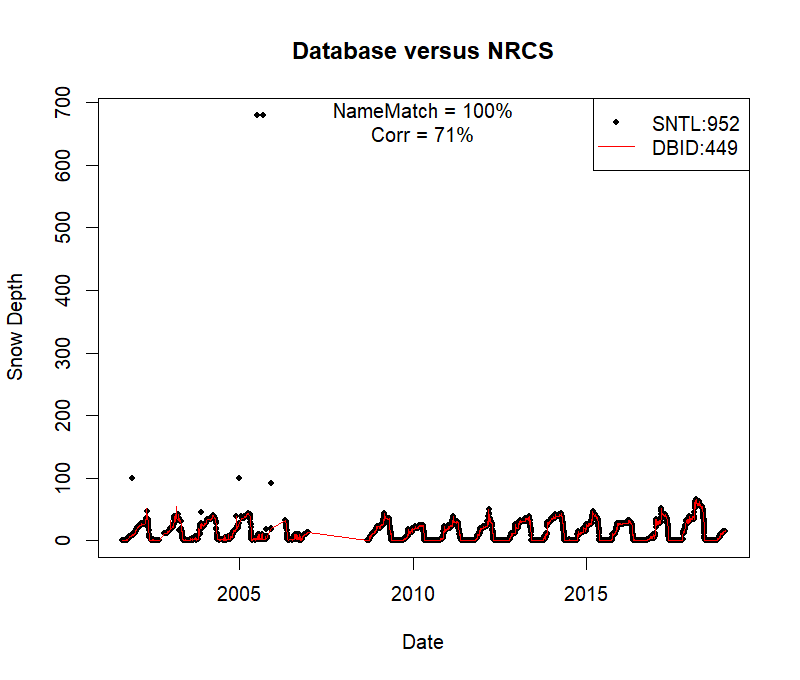 Database versus NRCS
NameMatch = 100%
Corr = 71%
SNTL:952
DBID:449
700
600
500
400
300
200
100
0
Snow Depth
2005
2010
2015
Date